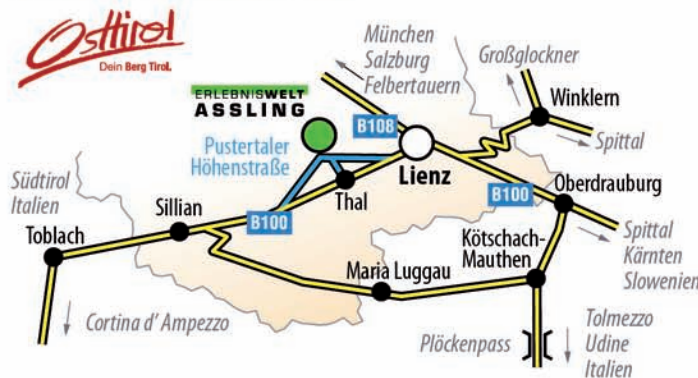 Osttirol
Dein Berg Tirol.
ERLEBNISWELT
ASSLING
München
Salzburg
Felbertauern
Großglockner
Winklern
Spittal
B108
Pustertaler
Höhenstraße
Lienz
B100
Oberdrauburg
Südtirol
Italien
Sillian
B100
Thal
Toblach
Kötschach-
Mauthen
Spittal
Kärnten
Slowenien
Maria Luggau
Cortina d' Ampezzo
Plöckenpass
Tolmezzo
Udine
Italien